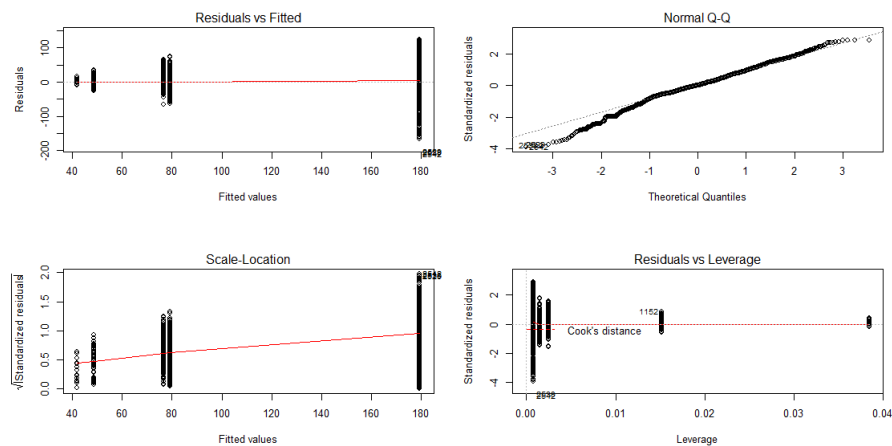 Residuals vs Fitted
Residuals
-200 -100 0 100
40 60 80 100 120 140 160 180
Fitted values
Normal Q-Q
Standardized residuals
-4 -2 0 2
-3 -2 -1 0 1 2 3
Theoretical Quantiles
Scale-Location
√|Standardized residuals|
0.0 0.5 1.0 1.5 2.0
40 60 80 100 120 140 160 180
Fitted values
Residuals vs Leverage
Standardized residuals
-4 -2 0 2
1152
Cook's distance
0.00 0.01 0.02 0.03 0.04
Leverage